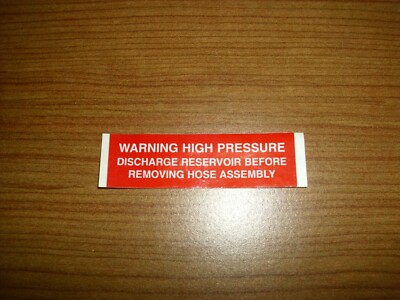 WARNING HIGH PRESSURE
DISCHARGE RESERVOIR BEFORE
REMOVING HOSE ASSEMBLY